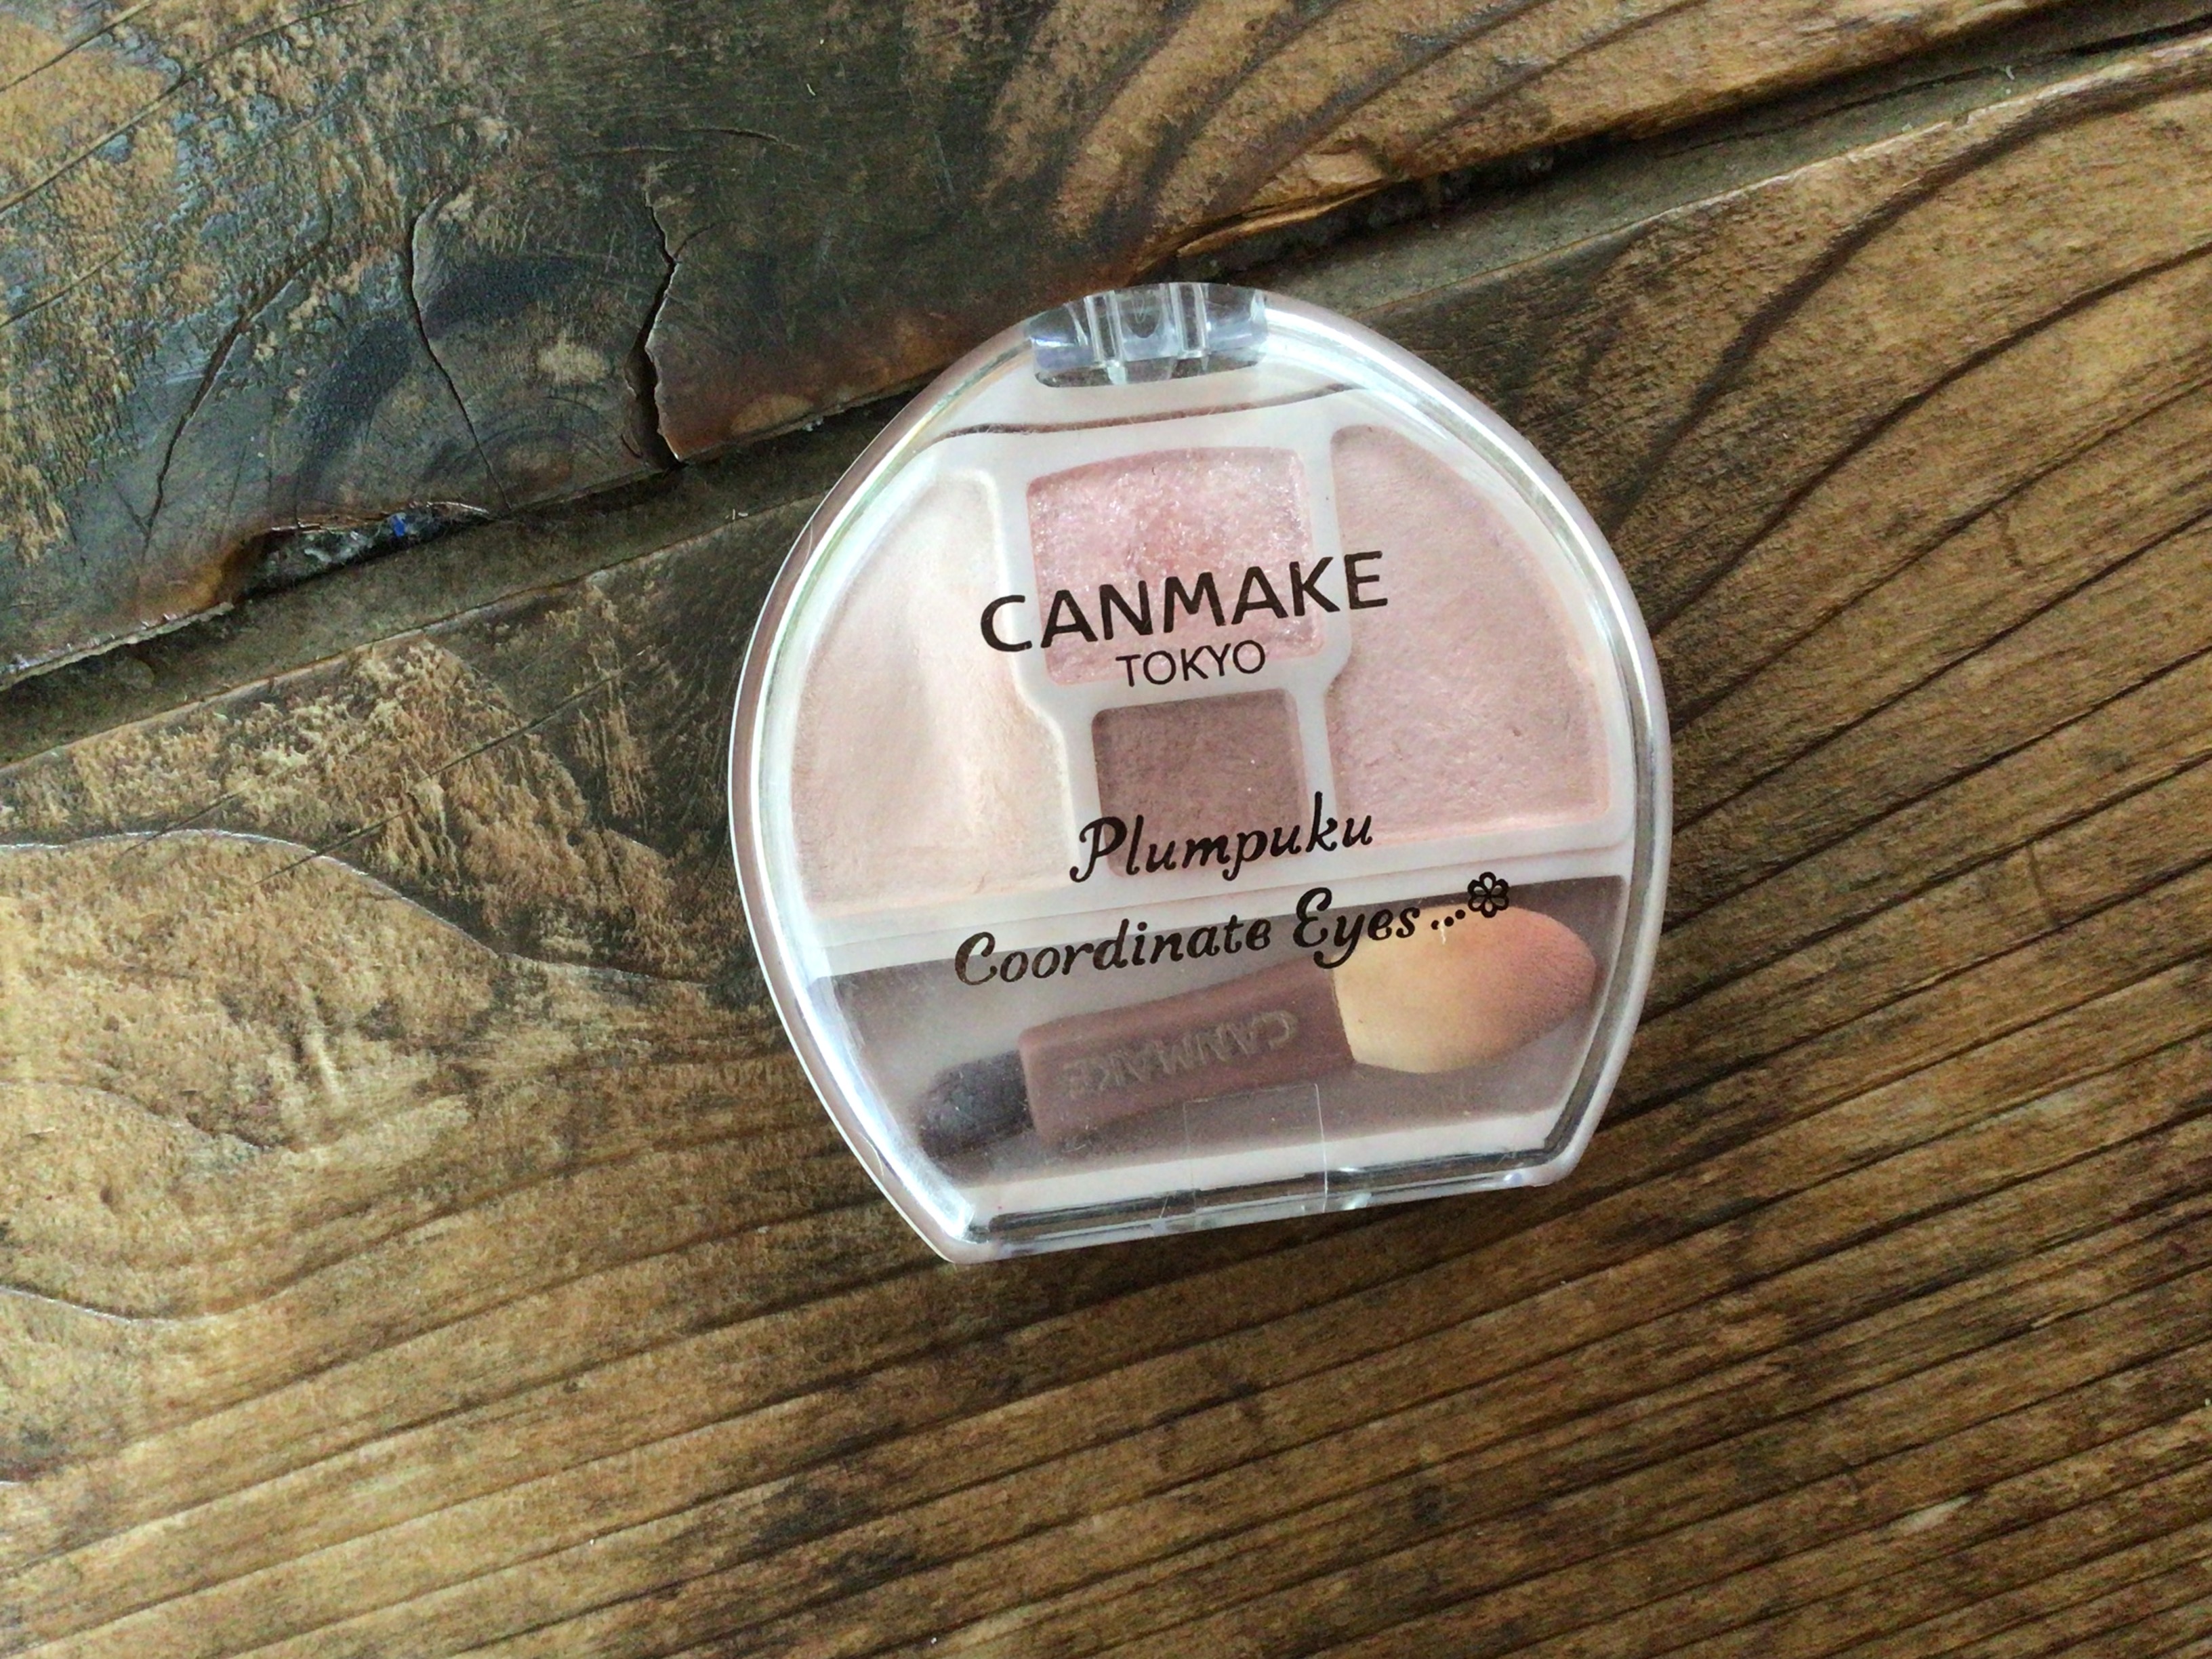 CANMAKE
TOKYO
Plumpuku
Coordinate Eyes...
CANMAKE